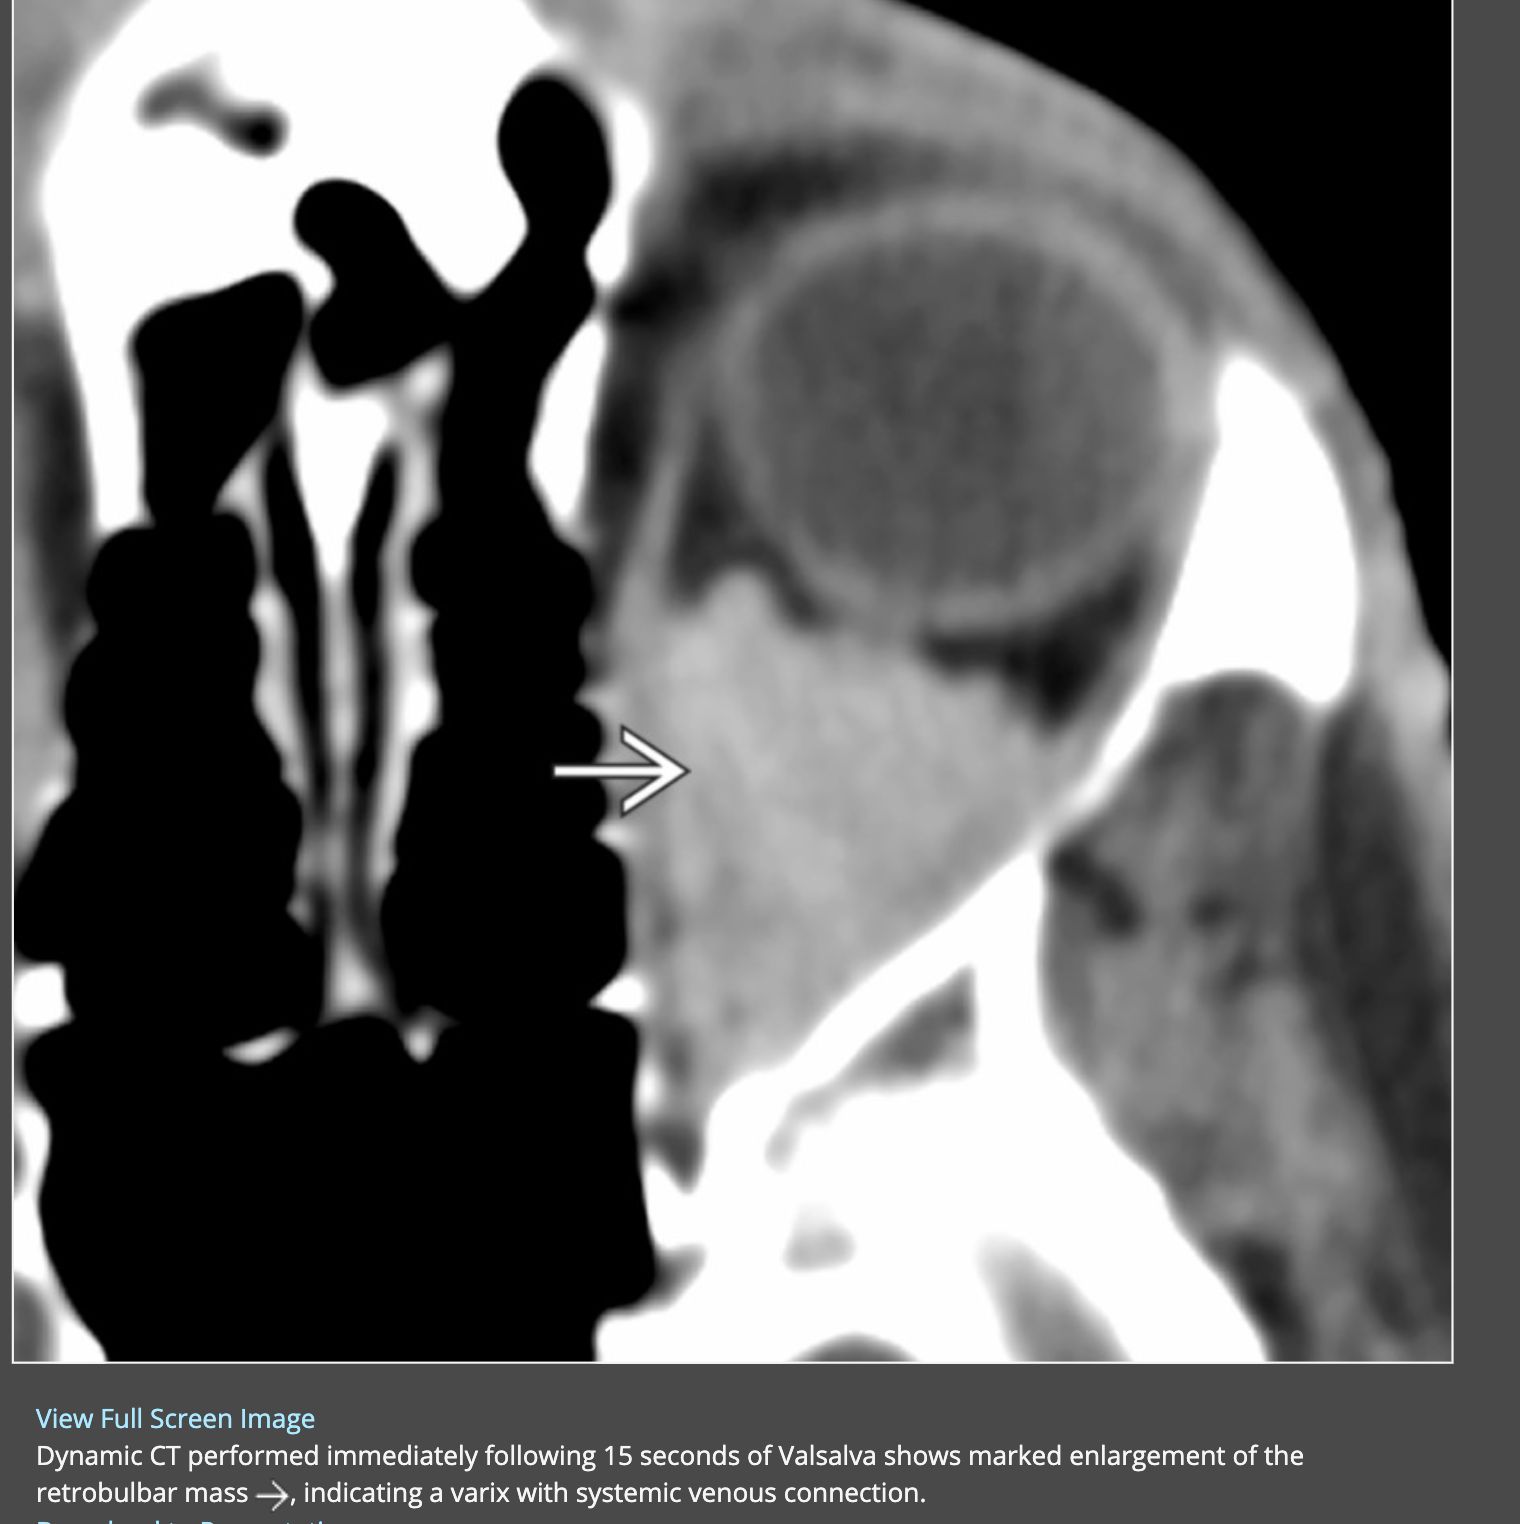 View Full Screen Image
Dynamic CT performed immediately following 15 seconds of Valsalva shows marked enlargement of the
retrobulbar mass →, indicating a varix with systemic venous connection.